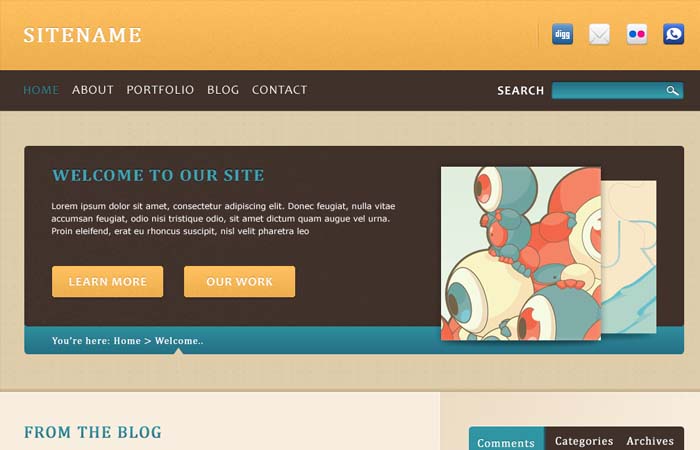 SITENAME
digg
HOME ABOUT PORTFOLIO BLOG CONTACT
SEARCH
WELCOME TO OUR SITE
Lorem ipsum dolor sit amet, consectetur adipiscing elit. Donec feugiat, nulla vitae
accumsan feugiat, odio nisi tristique odio, sit amet dictum quam augue vel urna.
Proin eleifend, erat eu rhoncus suscipit, nisl velit pharetra leo
LEARN MORE OUR WORK
You're here: Home > Welcome..
FROM THE BLOG
Comments Categories Archives